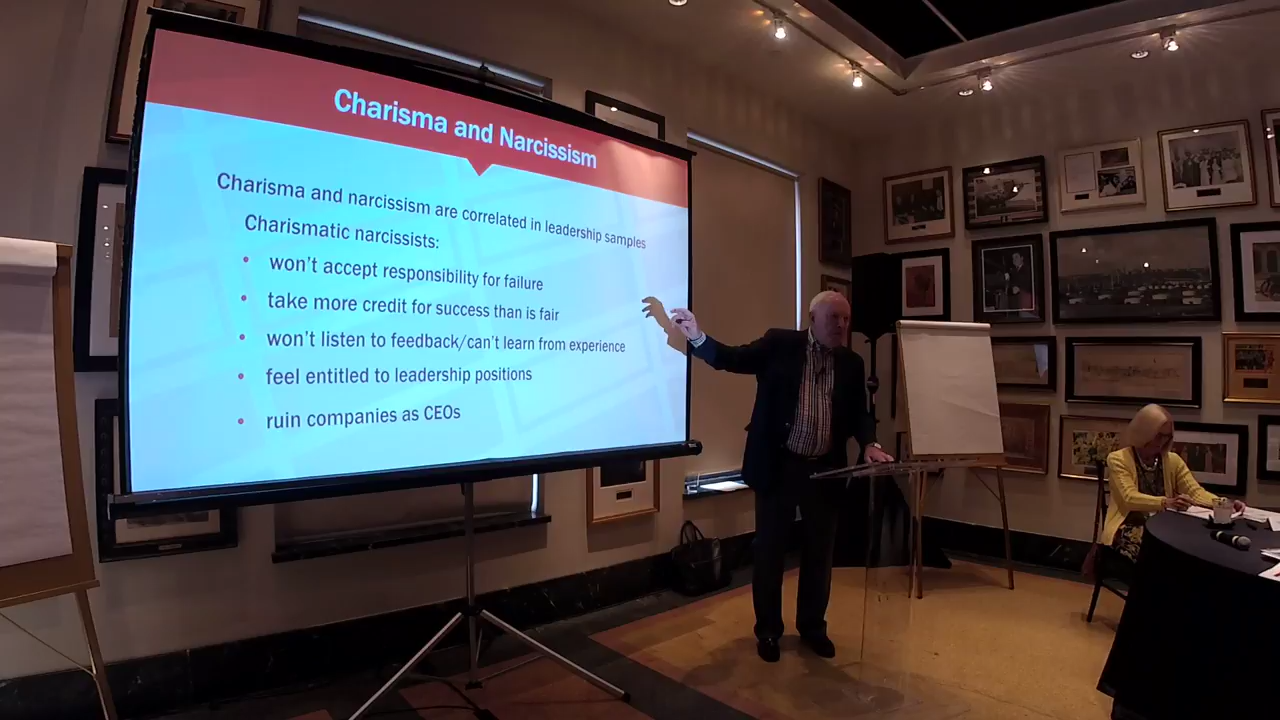 Charisma and Narcissism
Charisma and narcissism are correlated in leadership samples
Charismatic narcissists:
• won't accept responsibility for failure
• take more credit for success than is fair
• won't listen to feedback/can't learn from experience
• feel entitled to leadership positions
• ruin companies as CEOs